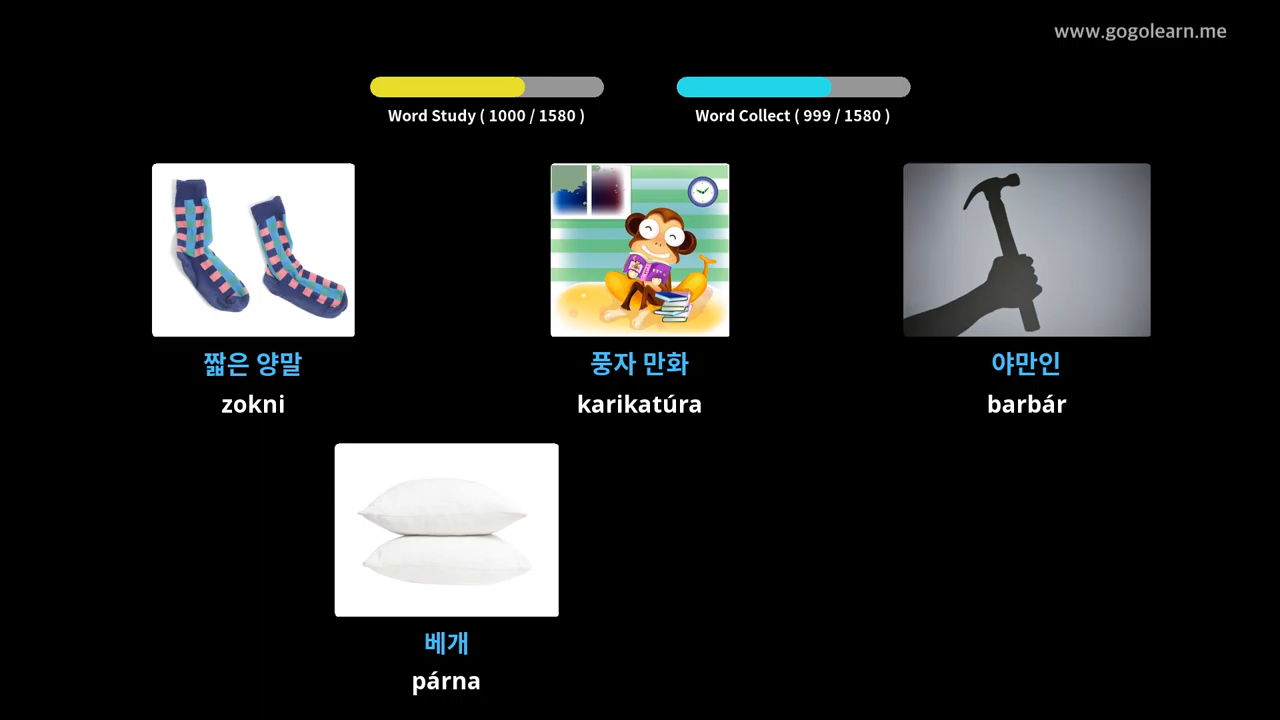 www.gogolearn.me
Word Study ( 1000 / 1580 )
Word Collect ( 999 / 1580 )
짧은 양말
zokni
풍자 만화
karikatúra
야만인
barbár
베개
párna